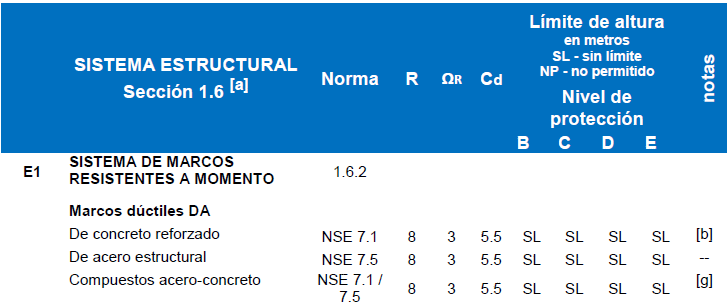 Límite de altura
en metros
SL - sin límite
NP - no permitido
SISTEMA ESTRUCTURAL
Sección 1.6 [a]
Norma R ΩR Cd
notas
Nivel de
protección
B C D E
E1 SISTEMA DE MARCOS
RESISTENTES A MOMENTO 1.6.2
Marcos dúctiles DA
De concreto reforzado NSE 7.1 8 3 5.5 SL SL SL SL [b]
De acero estructural NSE 7.5 8 3 5.5 SL SL SL SL --
Compuestos acero-concreto NSE 7.1 /
7.5 8 3 5.5 SL SL SL SL [g]